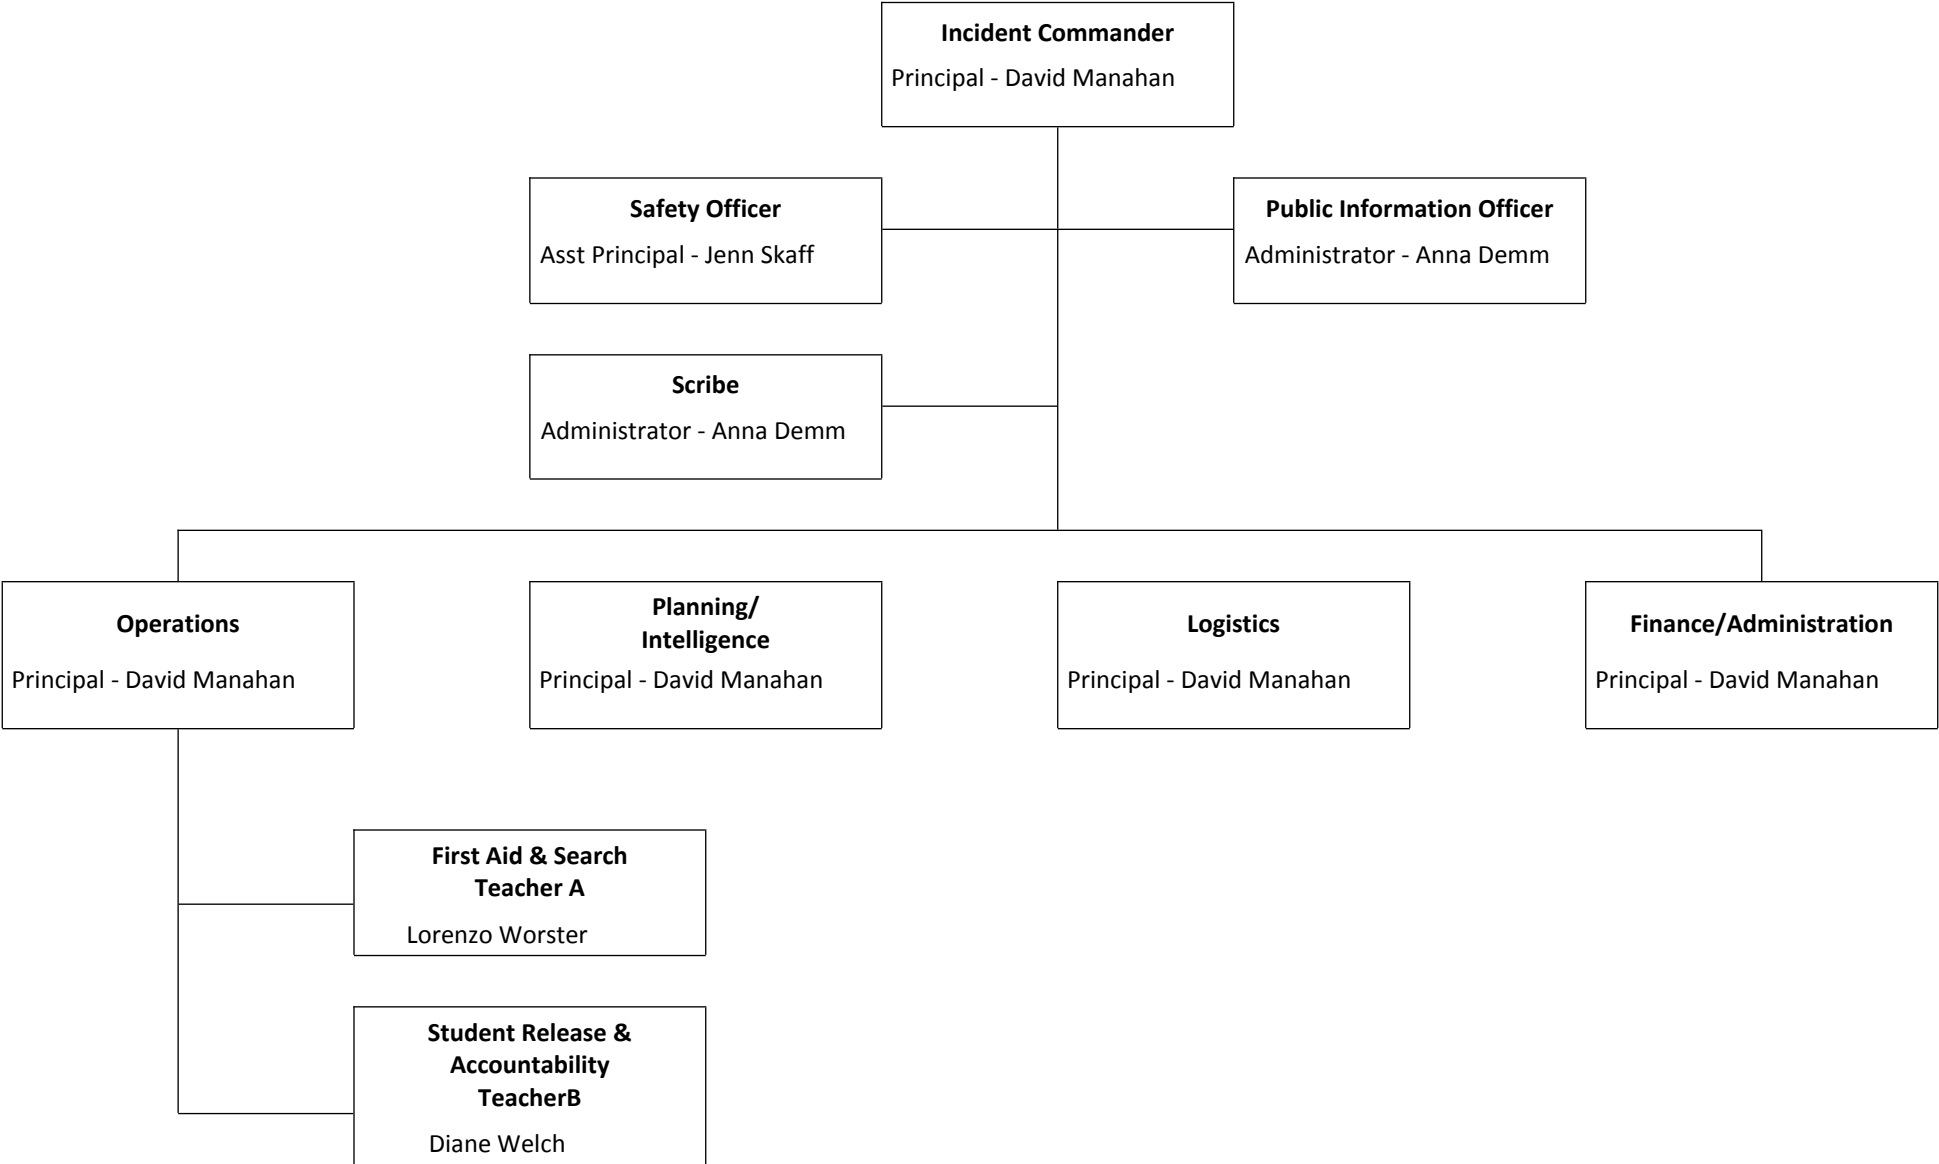 Incident Commander
Principal - David Manahan
Safety Officer
Asst Principal - Jenn Skaff
Public Information Officer
Administrator - Anna Demm
Scribe
Administrator - Anna Demm
Operations
Principal - David Manahan
Planning/
Intelligence
Principal - David Manahan
Logistics
Principal - David Manahan
Finance/Administration
Principal - David Manahan
First Aid & Search
Teacher A
Lorenzo Worster
Student Release &
Accountability
TeacherB
Diane Welch